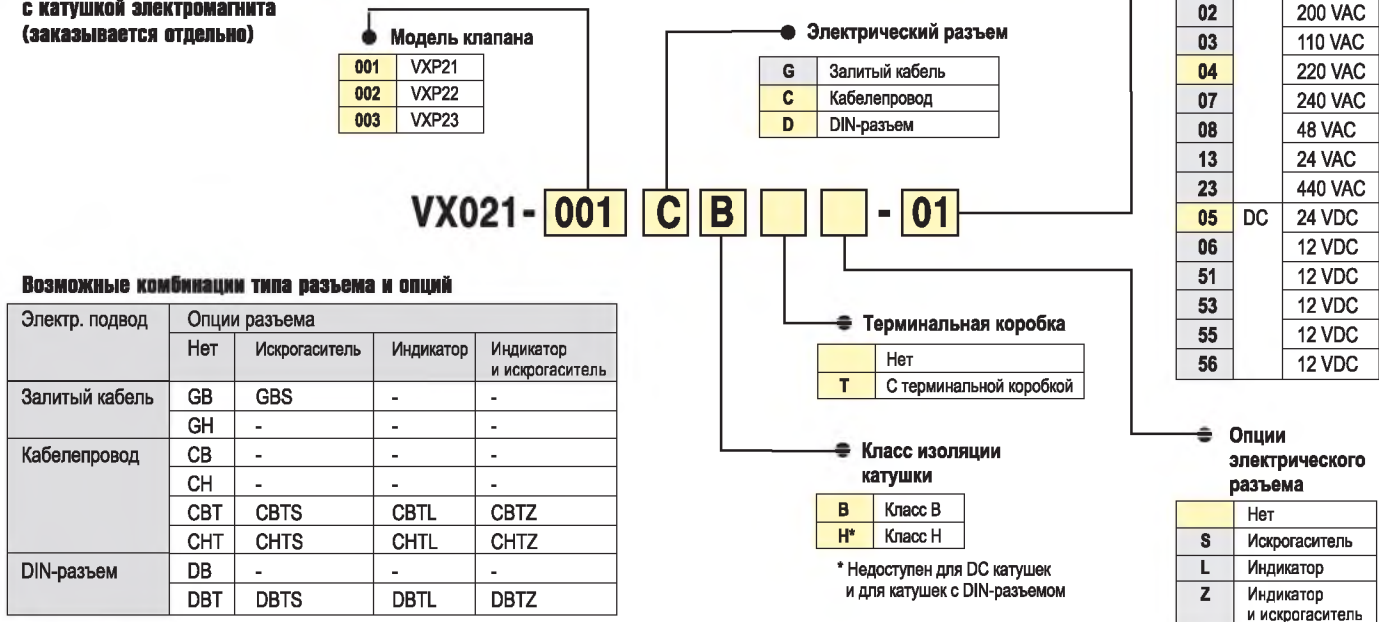 с катушкой электромагнита
(заказывается отдельно)
Модель клапана
001 VXP21
002 VXP22
003 VXP23
Электрический разъем
G Залитый кабель
C Кабелепровод
D DIN-разъем
02 200 VAC
03 110 VAC
04 220 VAC
07 240 VAC
08 48 VAC
13 24 VAC
23 440 VAC
05 DC 24 VDC
06 12 VDC
51 12 VDC
53 12 VDC
55 12 VDC
56 12 VDC
VX021- 001 C B - 01
Возможные комбинации типа разъема и опций
Электр. подвод Опции разъема
Нет Искрогаситель Индикатор Индикатор
и искрогаситель
Залитый кабель GB GBS - -
GH - - -
Кабелепровод CB - - -
CH - - -
CBT CBTS CBTL CBTZ
CHT CHTS CHTL CHTZ
DIN-разъем DB - - -
DBT DBTS DBTL DBTZ
Терминальная коробка
Нет
T С терминальной коробкой
Класс изоляции
катушки
B Класс B
H* Класс H
* Недоступен для DC катушек
и для катушек с DIN-разъемом
Опции
электрического
разъема
Нет
S Искрогаситель
L Индикатор
Z Индикатор
и искрогаситель